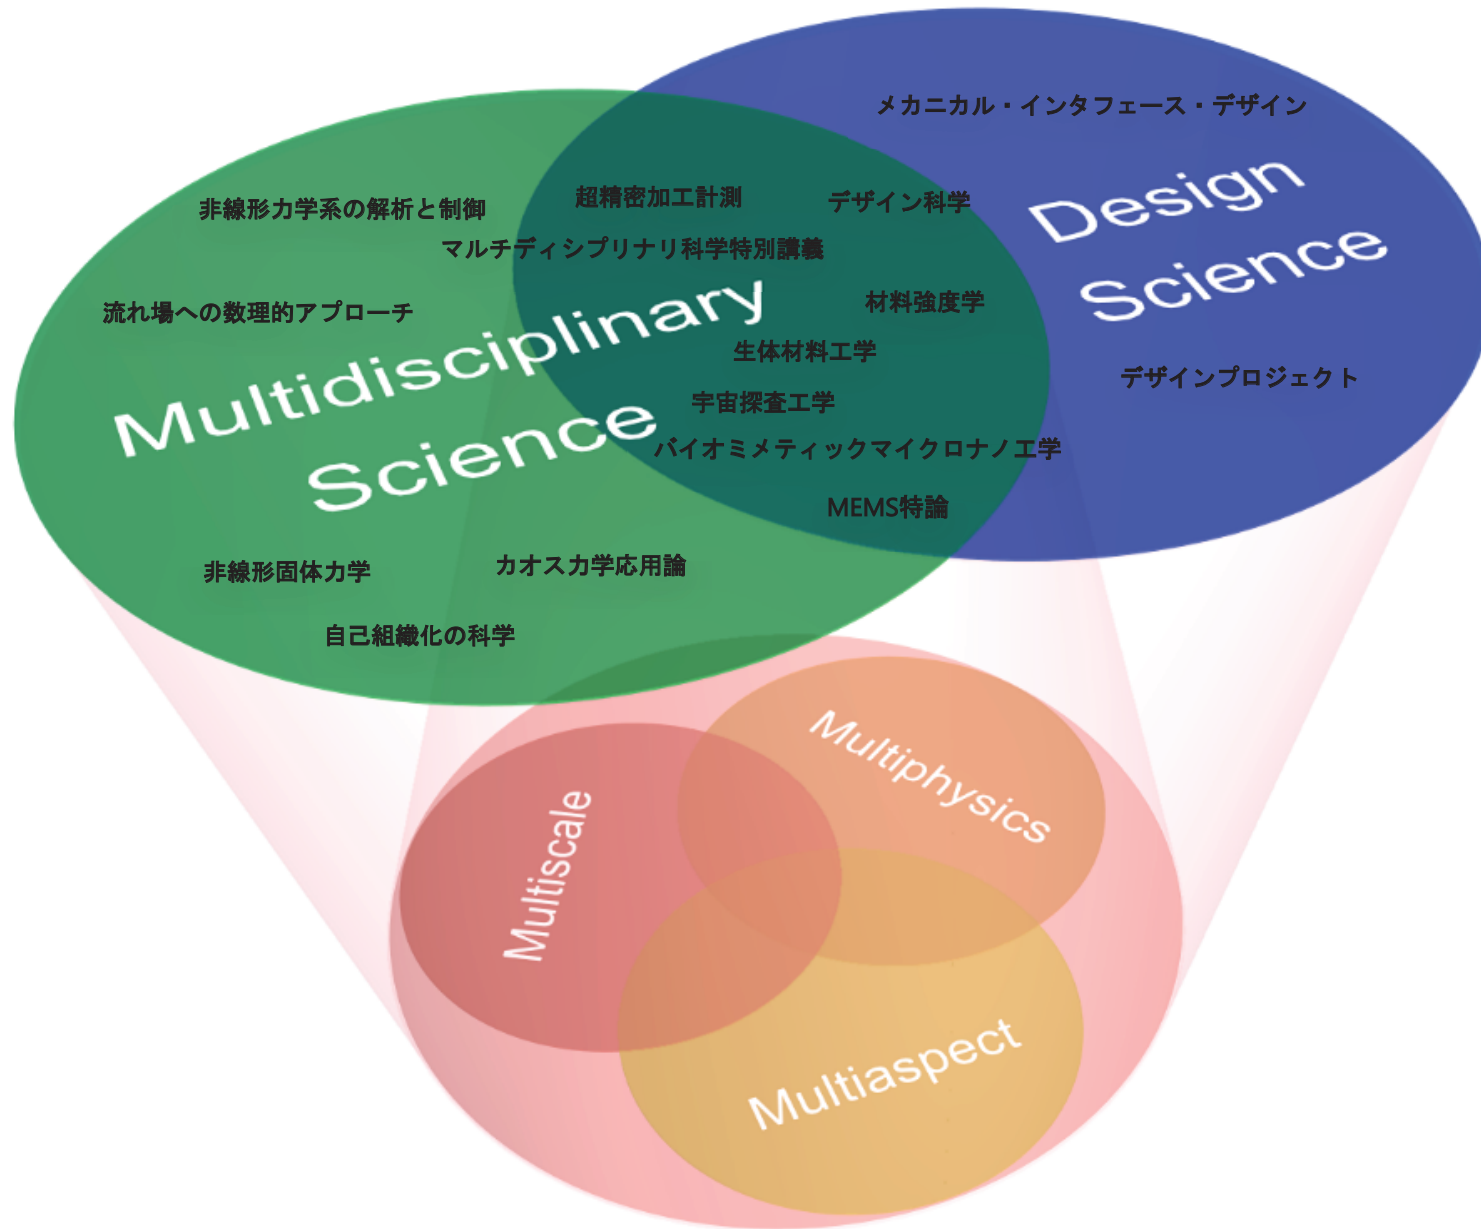 メカニカル・インタフェース・デザイン
Design
Science
デザインプロジェクト
超精密加工計測
デザイン科学
非線形力学系の解析と制御
マルチディシプリナリ科学特別講義
流れ場への数理的アプローチ
材料強度学
Multidisciplinary
Science
生体材料工学
宇宙探査工学
バイオミメティックマイクロナノ工学
MEMS特論
非線形固体力学
カオス力学応用論
自己組織化の科学
Multiphysics
Multiscale
Multiaspect